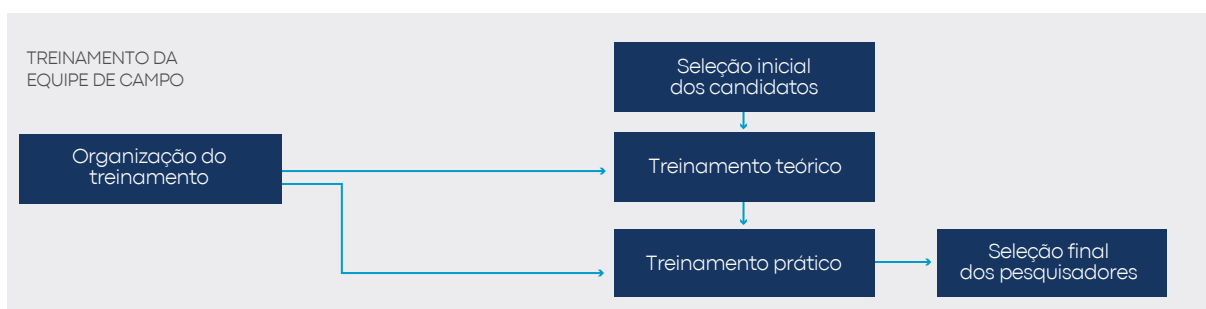 TREINAMENTO DA
EQUIPE DE CAMPO
Seleção inicial
dos candidatos
Organização do
treinamento
Treinamento teórico
Treinamento prático
Seleção final
dos pesquisadores